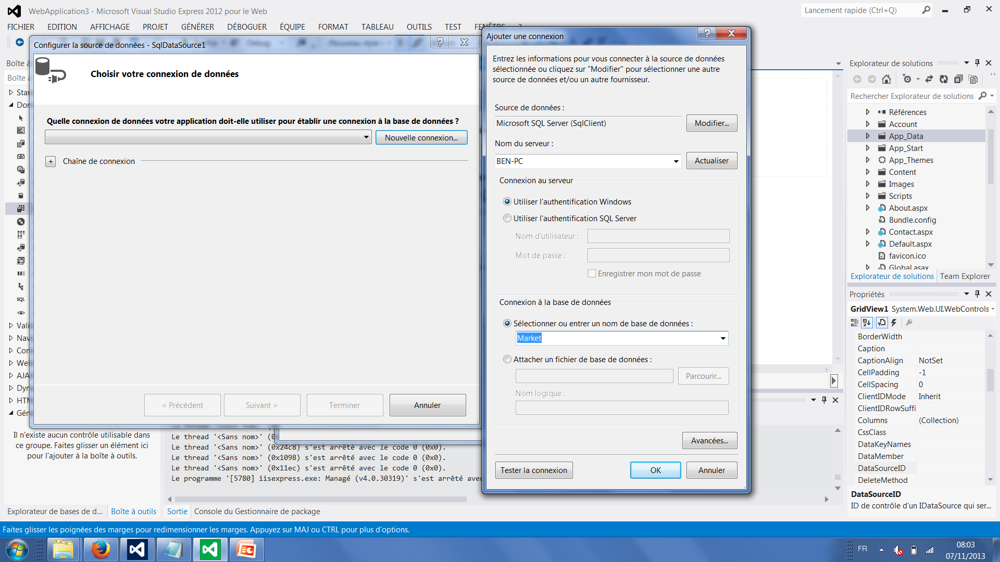 WebApplication3 - Microsoft Visual Studio Express 2012 pour le Web
Lancement rapide (Ctrl+Q)
FICHIER EDITION AFFICHAGE PROJET GÉNÉRER DÉBOGUER ÉQUIPE FORMAT TABLEAU OUTILS TEST FENÊTRE ?
Configurer la source de données - SqlDataSource1
Choisir votre connexion de données
Quelle connexion de données votre application doit-elle utiliser pour établir une connexion à la base de données ?
Nouvelle connexion...
+ Chaîne de connexion
< Précédent
Suivant >
Terminer
Annuler
Ajouter une connexion
Entrez les informations pour vous connecter à la source de données
sélectionnée ou cliquez sur "Modifier" pour sélectionner une autre
source de données et/ou un autre fournisseur.
Source de données :
Microsoft SQL Server (SqlClient)
Modifier...
Nom du serveur :
BEN-PC
Actualiser
Connexion au serveur
Utiliser l'authentification Windows
Utiliser l'authentification SQL Server
Nom d'utilisateur :
Mot de passe :
Enregistrer mon mot de passe
Connexion à la base de données
Sélectionner ou entrer un nom de base de données :
Market
Attacher un fichier de base de données :
Parcourir...
Nom logique :
Avancées...
Tester la connexion
OK
Annuler
Boîte à
Boîte
Star
Don
SQL
Vali
Nav
Con
We
AJA
Dyn
HTM
Gén
Il n'existe aucun contrôle utilisable dans
ce groupe. Faites glisser un élément ici
pour l'ajouter à la boîte à outils.
Explorateur de bases de d...
Boîte à outils
Le thread '<Sans nom>' (0
Le thread '<Sans nom>' (0x24c8) s'est arrêté avec le code 0 (0x0).
Le thread '<Sans nom>' (0x1098) s'est arrêté avec le code 0 (0x0).
Le thread '<Sans nom>' (0x11ec) s'est arrêté avec le code 0 (0x0).
Le programme '[5780] iisexpress.exe: Managé (v4.0.30319)' s'est arrêté avec
Sortie
Console du Gestionnaire de package
Explorateur de solutions
Rechercher Explorateur de solutions
Références
Account
App_Data
App_Start
App_Themes
Content
Images
Scripts
About.aspx
Bundle.config
Contact.aspx
Default.aspx
favicon.ico
Global.asax
Explorateur de solutions
Team Explorer
Propriétés
GridView1 System.Web.UI.WebControls
BorderWidth
Caption
CaptionAlign NotSet
CellPadding -1
CellSpacing 0
ClientIDMode Inherit
ClientIDRowSuffi
Columns (Collection)
CssClass
DataKeyNames
DataMember
DataSourceID
DeleteMethod
DataSourceID
ID de contrôle d'un IDataSource qui ser...
Faites glisser les poignées des marges pour redimensionner les marges. Appuyez sur MAJ ou CTRL pour plus d'options.
FR
08:03
07/11/2013